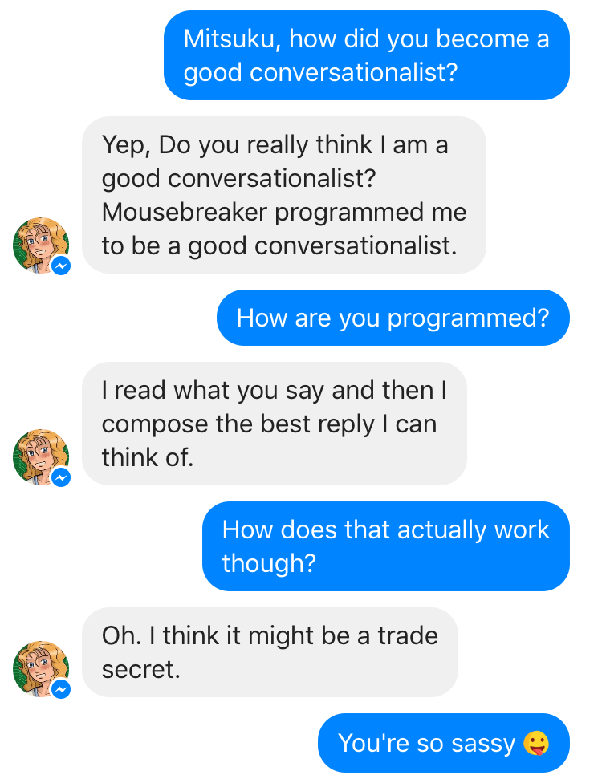 Mitsuku, how did you become a
good conversationalist?
Yep, Do you really think I am a
good conversationalist?
Mousebreaker programmed me
to be a good conversationalist.
How are you programmed?
I read what you say and then I
compose the best reply I can
think of.
How does that actually work
though?
Oh. I think it might be a trade
secret.
You're so sassy 😜